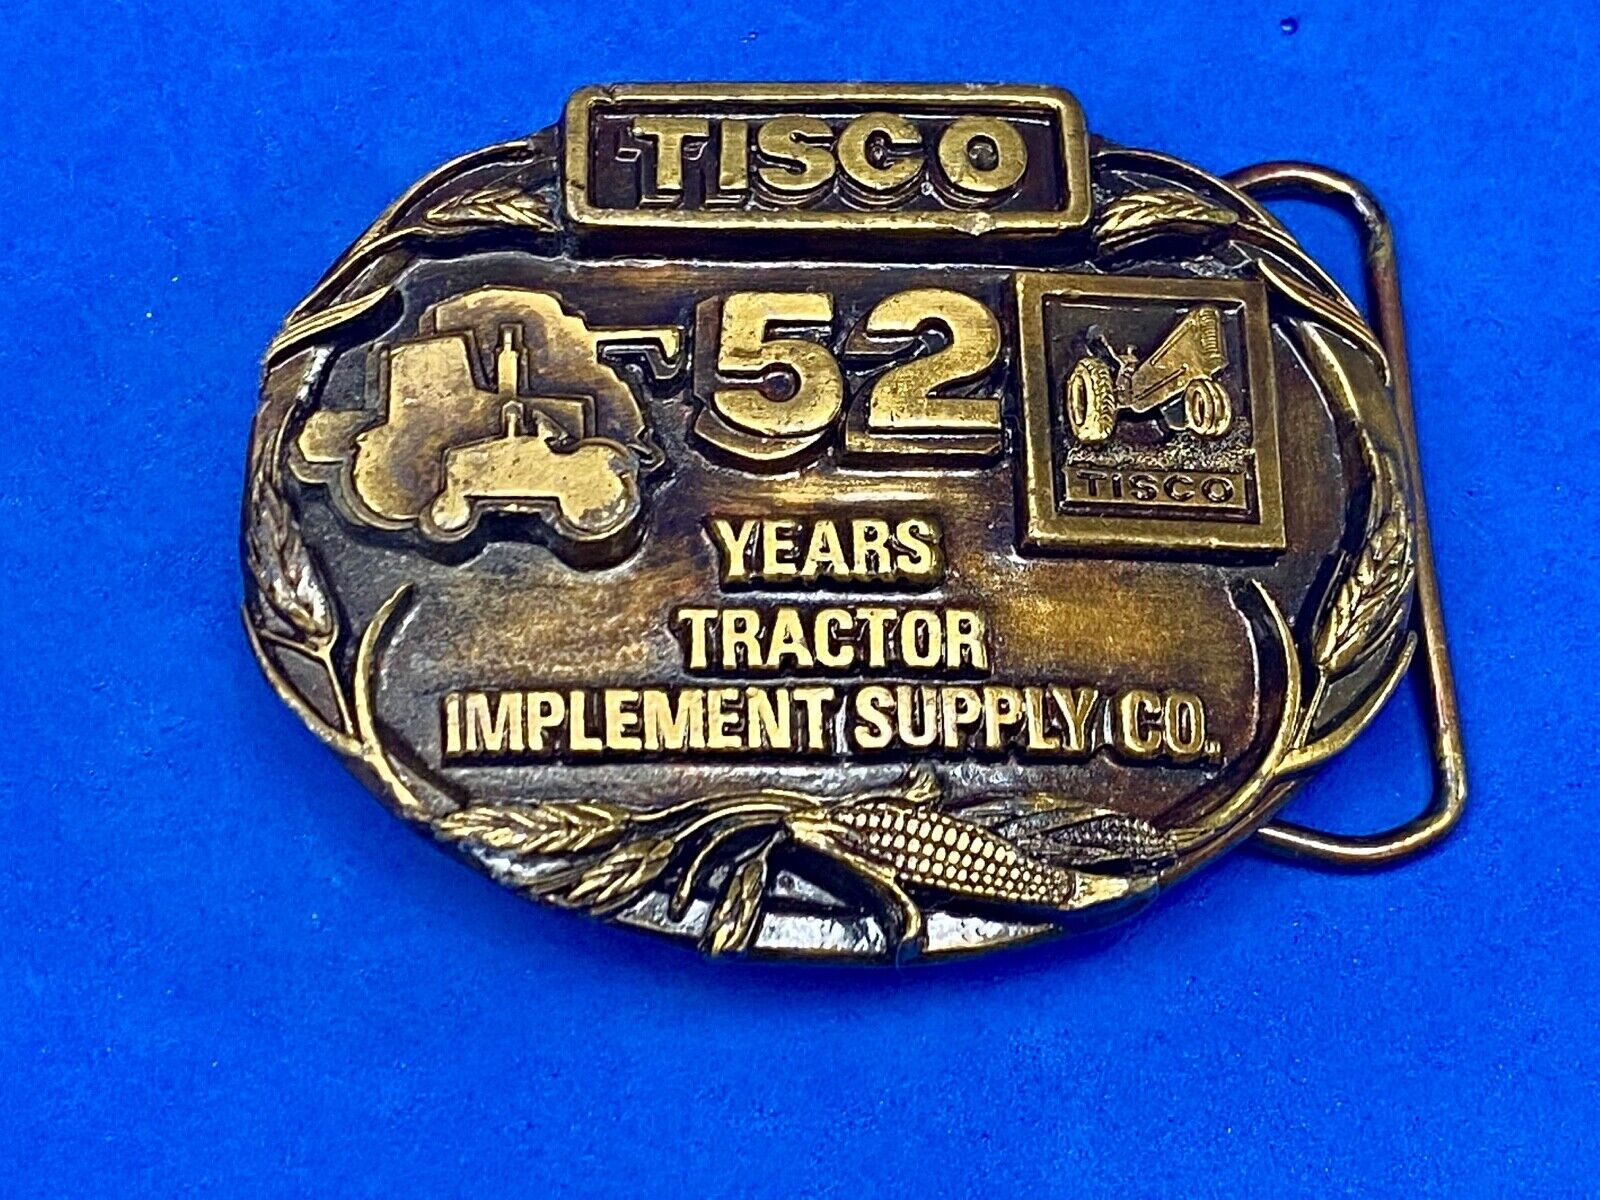 TISCO
52
TISCO
YEARS
TRACTOR
IMPLEMENT SUPPLY CO.